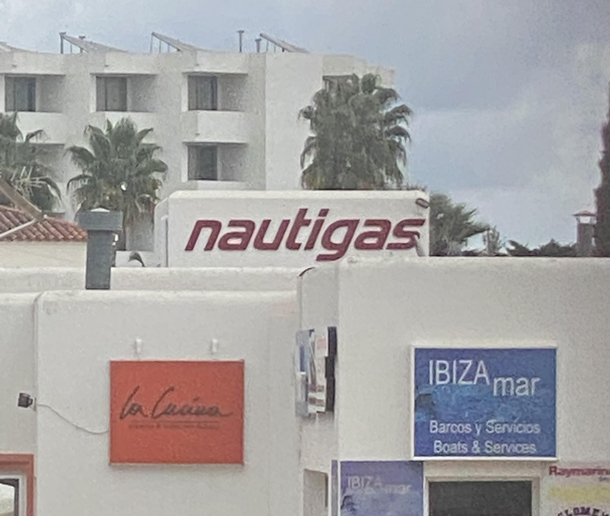 nautigas
La Cucina
IBIZA mar
Barcos y Servicios
Boats & Services
IBIZA mar
Raymarine